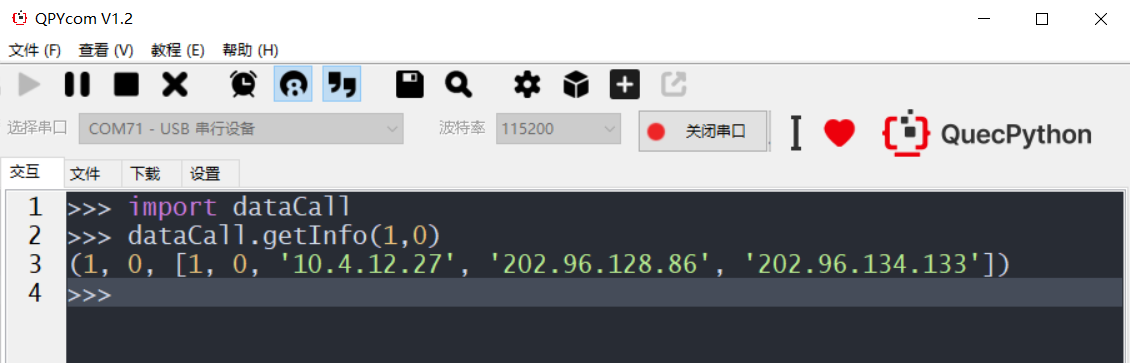 QPYcom V1.2
文件 (F) 查看 (V) 教程 (E) 帮助 (H)
选择串口 COM71 - USB 串行设备 波特率 115200 关闭串口 QuecPython
交互 文件 下载 设置
1 >>> import dataCall
2 >>> dataCall.getInfo(1,0)
3 (1, 0, [1, 0, '10.4.12.27', '202.96.128.86', '202.96.134.133'])
4 >>>